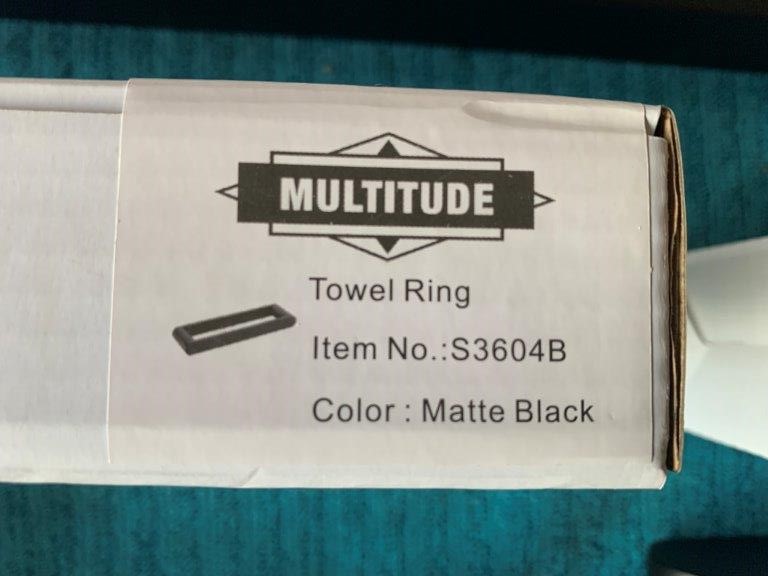 MULTITUDE
Towel Ring
Item No.:S3604B
Color : Matte Black